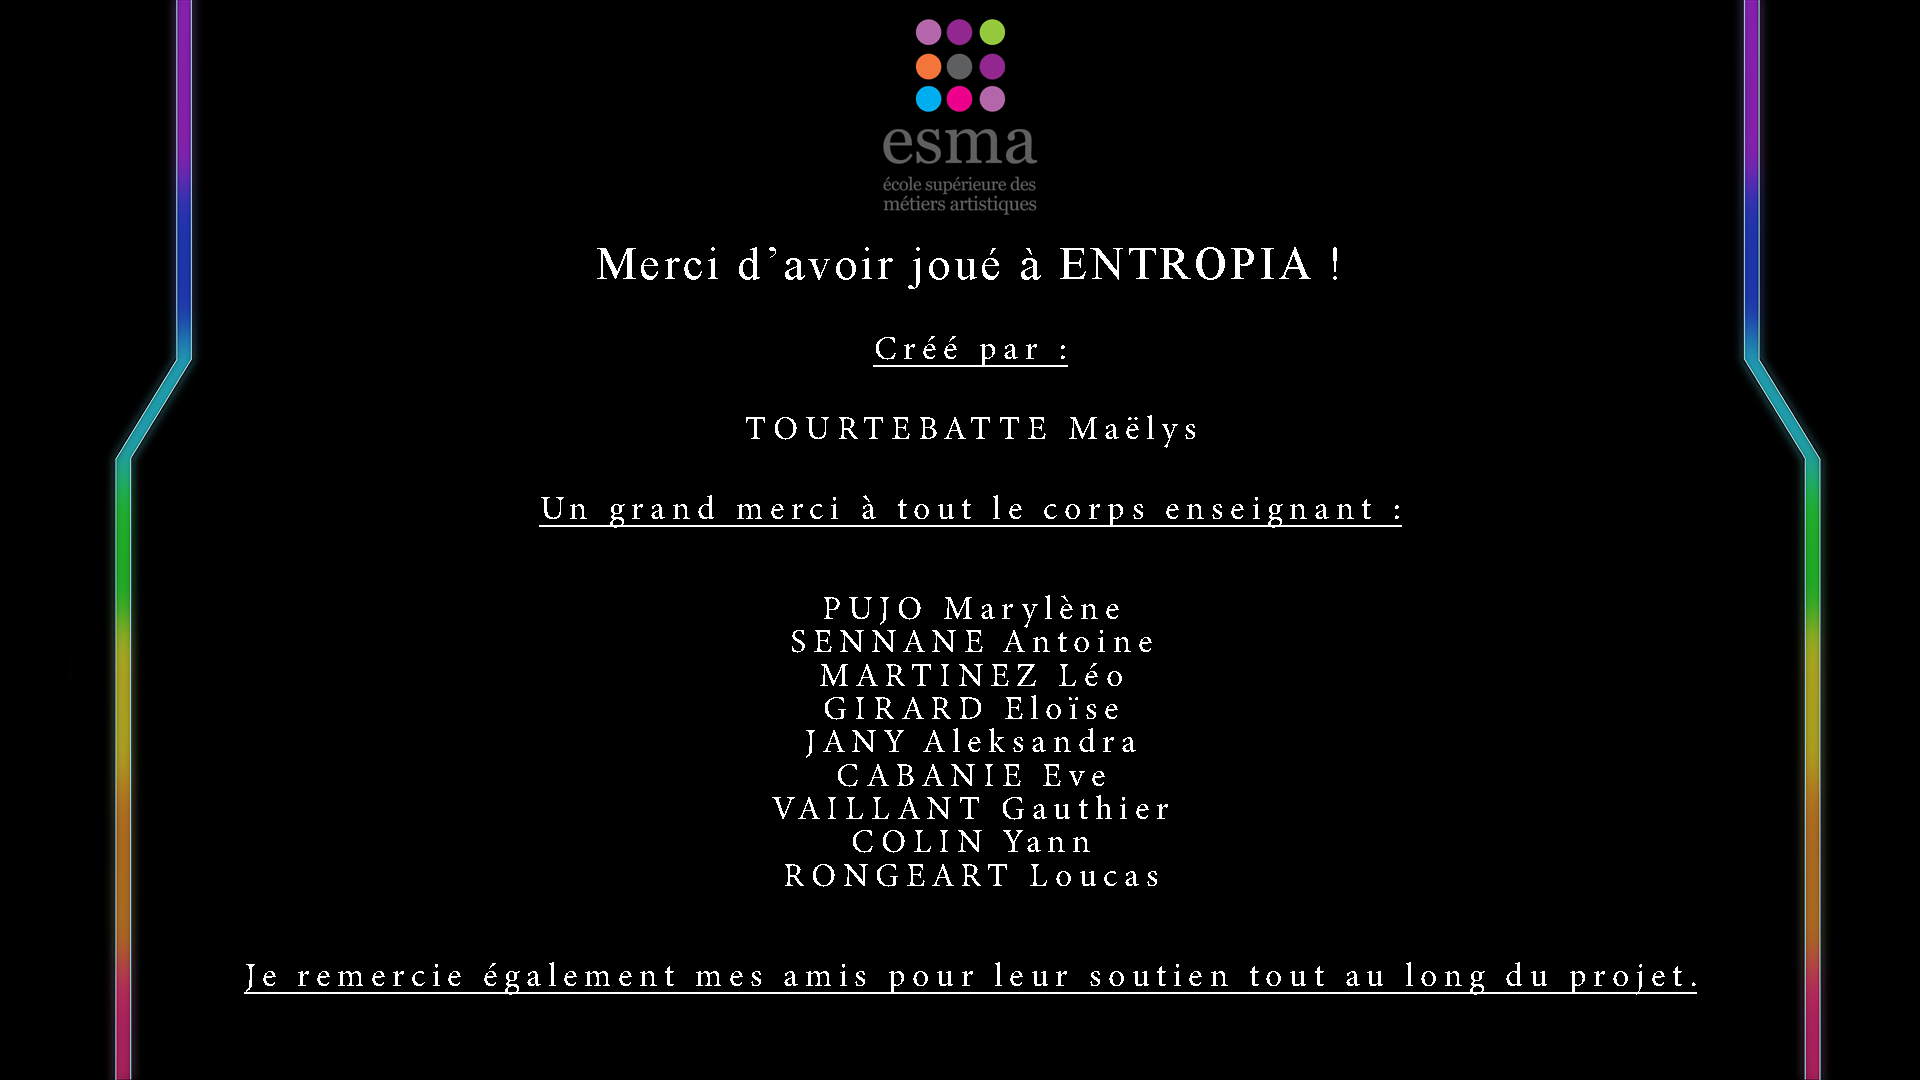 esma
école supérieure des
métiers artistiques
Merci d’avoir joué à ENTROPIA !
Créé par :
TOURTEBATTE Maëlys
Un grand merci à tout le corps enseignant :
PUJO Marylène
SENNANE Antoine
MARTINEZ Léo
GIRARD Eloïse
JANY Aleksandra
CABANIE Eve
VAILLANT Gauthier
COLIN Yann
RONGEART Loucas
Je remercie également mes amis pour leur soutien tout au long du projet.